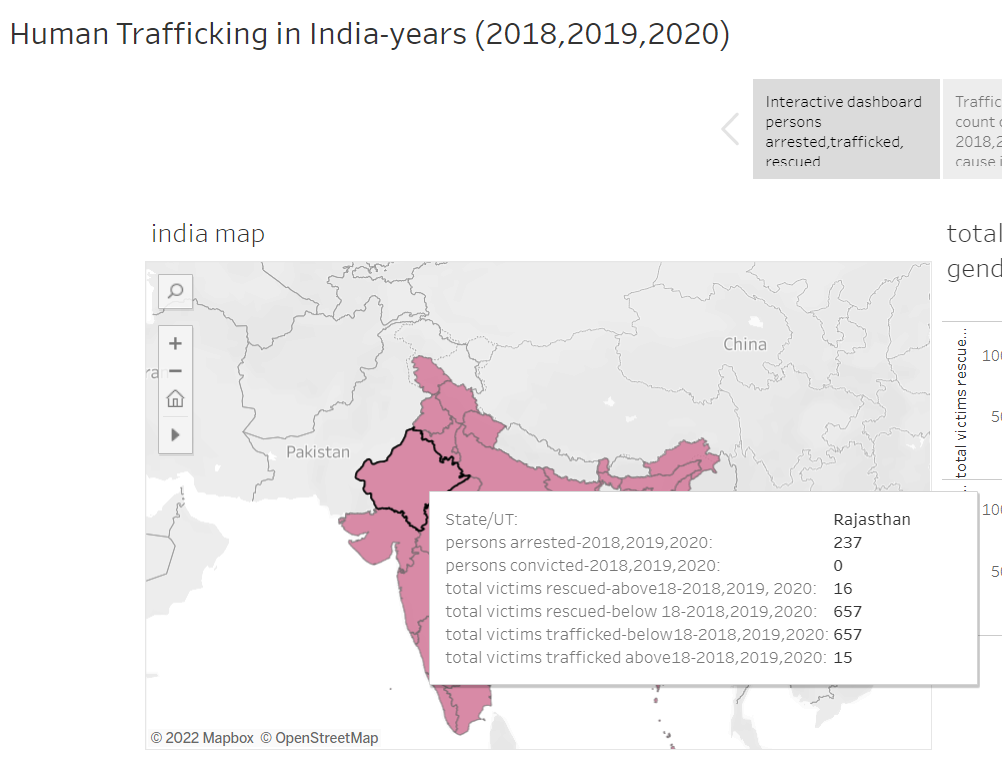 Human Trafficking in India-years (2018,2019,2020)
Interactive dashboard
persons
arrested,trafficked,
rescued
Traffic
count
2018,2
cause i
india map
total
gend
China
Pakistan
total victims rescue...
100
50
100
50
State/UT: Rajasthan
persons arrested-2018,2019,2020: 237
persons convicted-2018,2019,2020: 0
total victims rescued-above18-2018,2019, 2020: 16
total victims rescued-below 18-2018,2019,2020: 657
total victims trafficked-below18-2018,2019,2020: 657
total victims trafficked above18-2018,2019,2020: 15
© 2022 Mapbox © OpenStreetMap